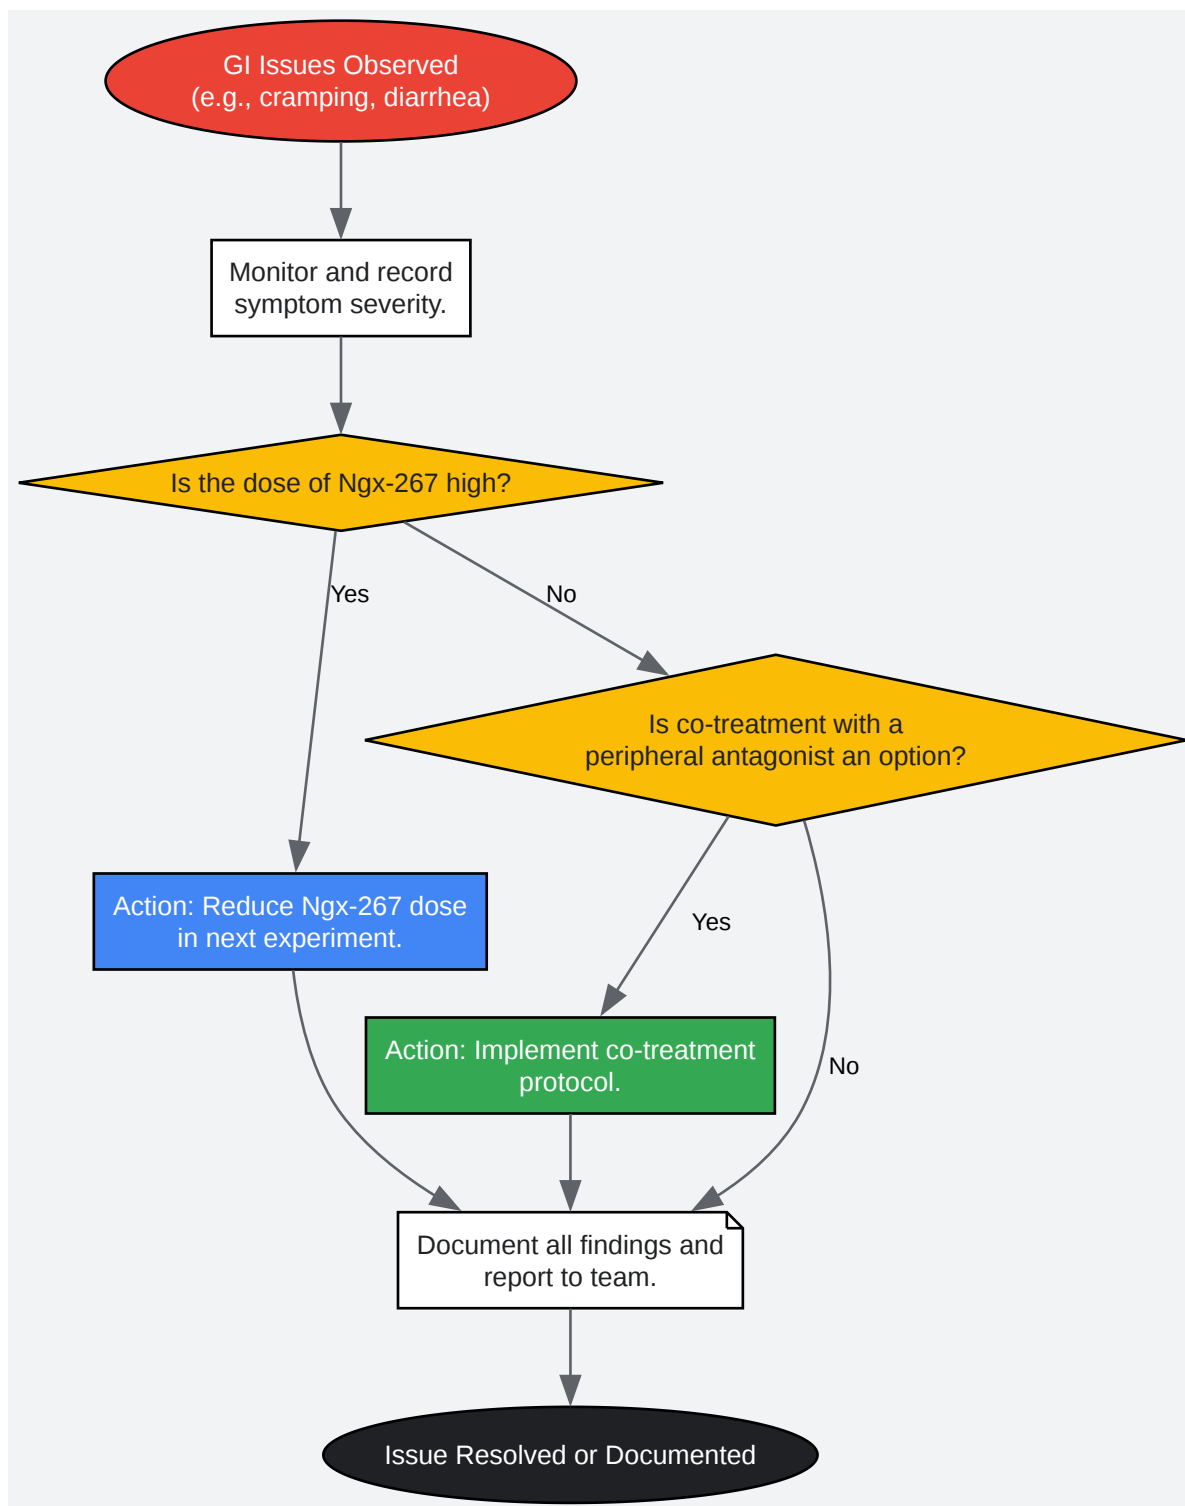 GI Issues Observed
(e.g., cramping, diarrhea)
Monitor and record
symptom severity.
Is the dose of Ngx-267 high?
Yes
No
Is co-treatment with a
peripheral antagonist an option?
Action: Reduce Ngx-267 dose
in next experiment.
Yes
Action: Implement co-treatment
protocol.
No
Document all findings and
report to team.
Issue Resolved or Documented